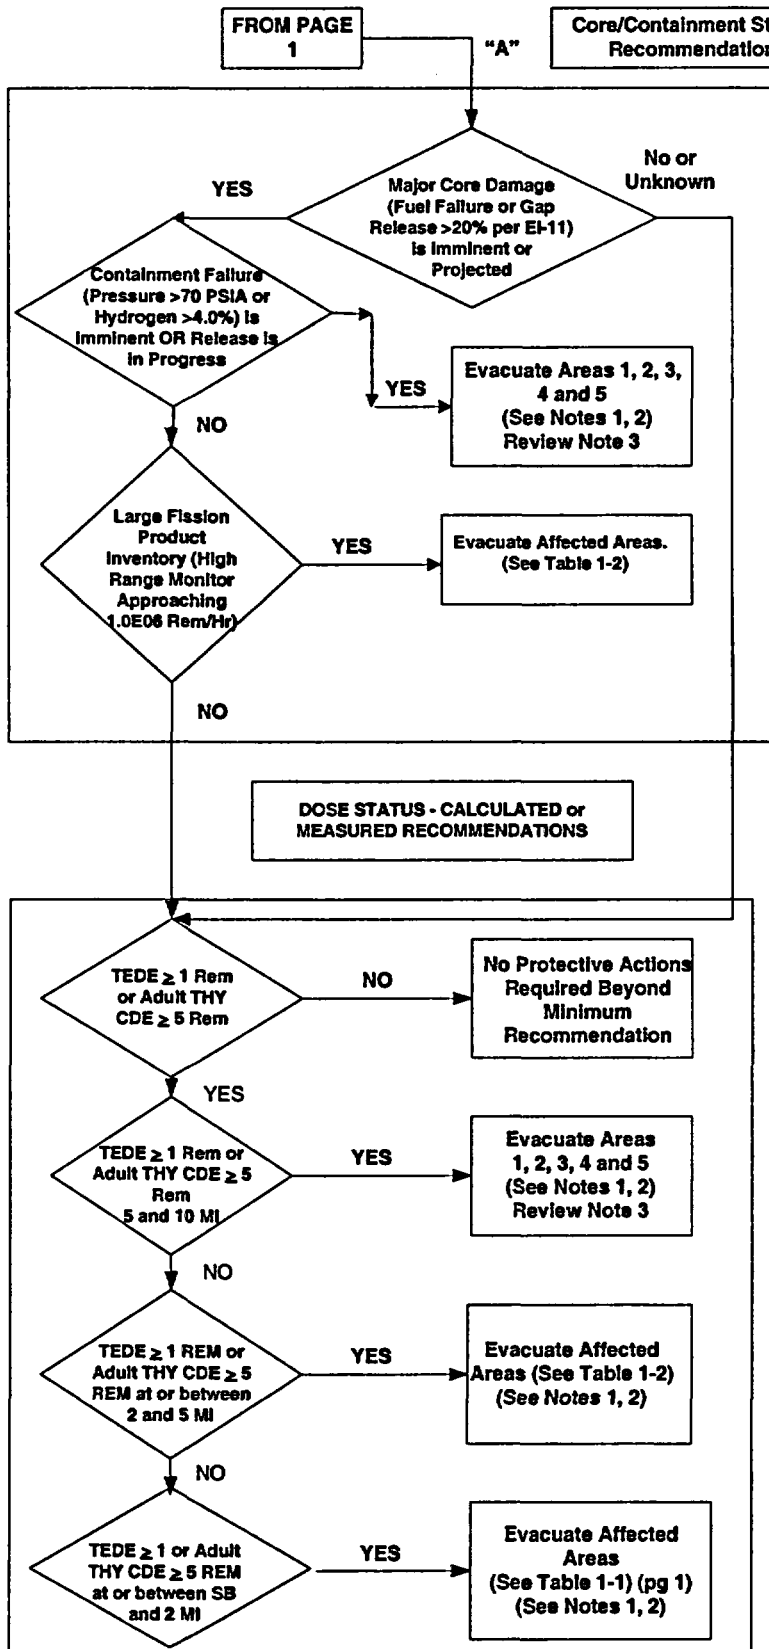 FROM PAGE
1
"A"
Core/Containment St
Recommendation
YES
Major Core Damage
(Fuel Failure or Gap
Release >20% per EI-11)
is Imminent or
Projected
No or
Unknown
Containment Failure
(Pressure >70 PSIA or
Hydrogen >4.0%) is
Imminent OR Release is
in Progress
YES
Evacuate Areas 1, 2, 3,
4 and 5
(See Notes 1, 2)
Review Note 3
NO
Large Fission
Product
Inventory (High
Range Monitor
Approaching
1.0E06 Rem/Hr)
YES
Evacuate Affected Areas.
(See Table 1-2)
NO
DOSE STATUS - CALCULATED or
MEASURED RECOMMENDATIONS
TEDE ≥ 1 Rem
or Adult THY
CDE ≥ 5 Rem
NO
No Protective Actions
Required Beyond
Minimum
Recommendation
YES
TEDE ≥ 1 Rem or
Adult THY CDE ≥ 5
Rem
5 and 10 MI
YES
Evacuate Areas
1, 2, 3, 4 and 5
(See Notes 1, 2)
Review Note 3
NO
TEDE ≥ 1 REM or
Adult THY CDE ≥ 5
REM at or between
2 and 5 MI
YES
Evacuate Affected
Areas (See Table 1-2)
(See Notes 1, 2)
NO
TEDE ≥ 1 or Adult
THY CDE ≥ 5 REM
at or between SB
and 2 MI
YES
Evacuate Affected
Areas
(See Table 1-1) (pg 1)
(See Notes 1, 2)